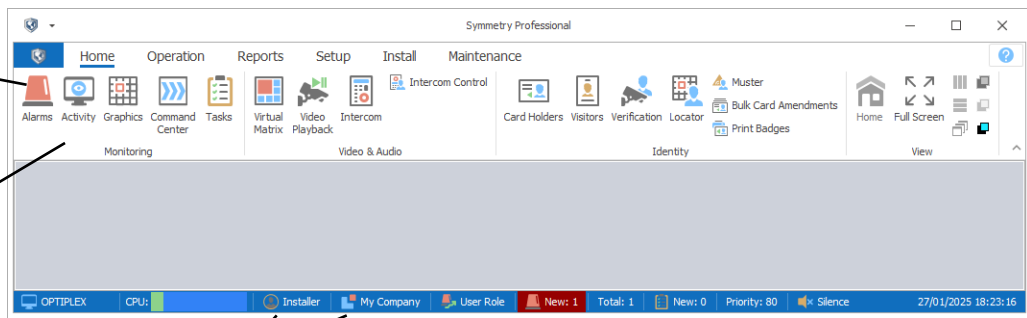 Symmetry Professional
Home Operation Reports Setup Install Maintenance
?
Alarms Activity Graphics Command Center Tasks
Monitoring
Virtual Matrix Video Playback Intercom Intercom Control
Video & Audio
Card Holders Visitors Verification Locator
Muster
Bulk Card Amendments
Print Badges
Identity
Home Full Screen
View
OPTIPLEX CPU: Installer My Company User Role New: 1 Total: 1 New: 0 Priority: 80 Silence 27/01/2025 18:23:16